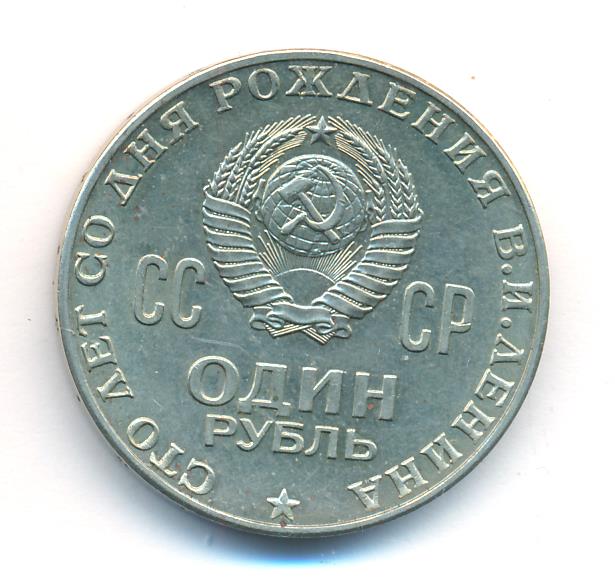 СТО ЛЕТ СО ДНЯ РОЖДЕНИЯ В.И.ЛЕНИНА
СС СР
ОДИН
РУБЛЬ